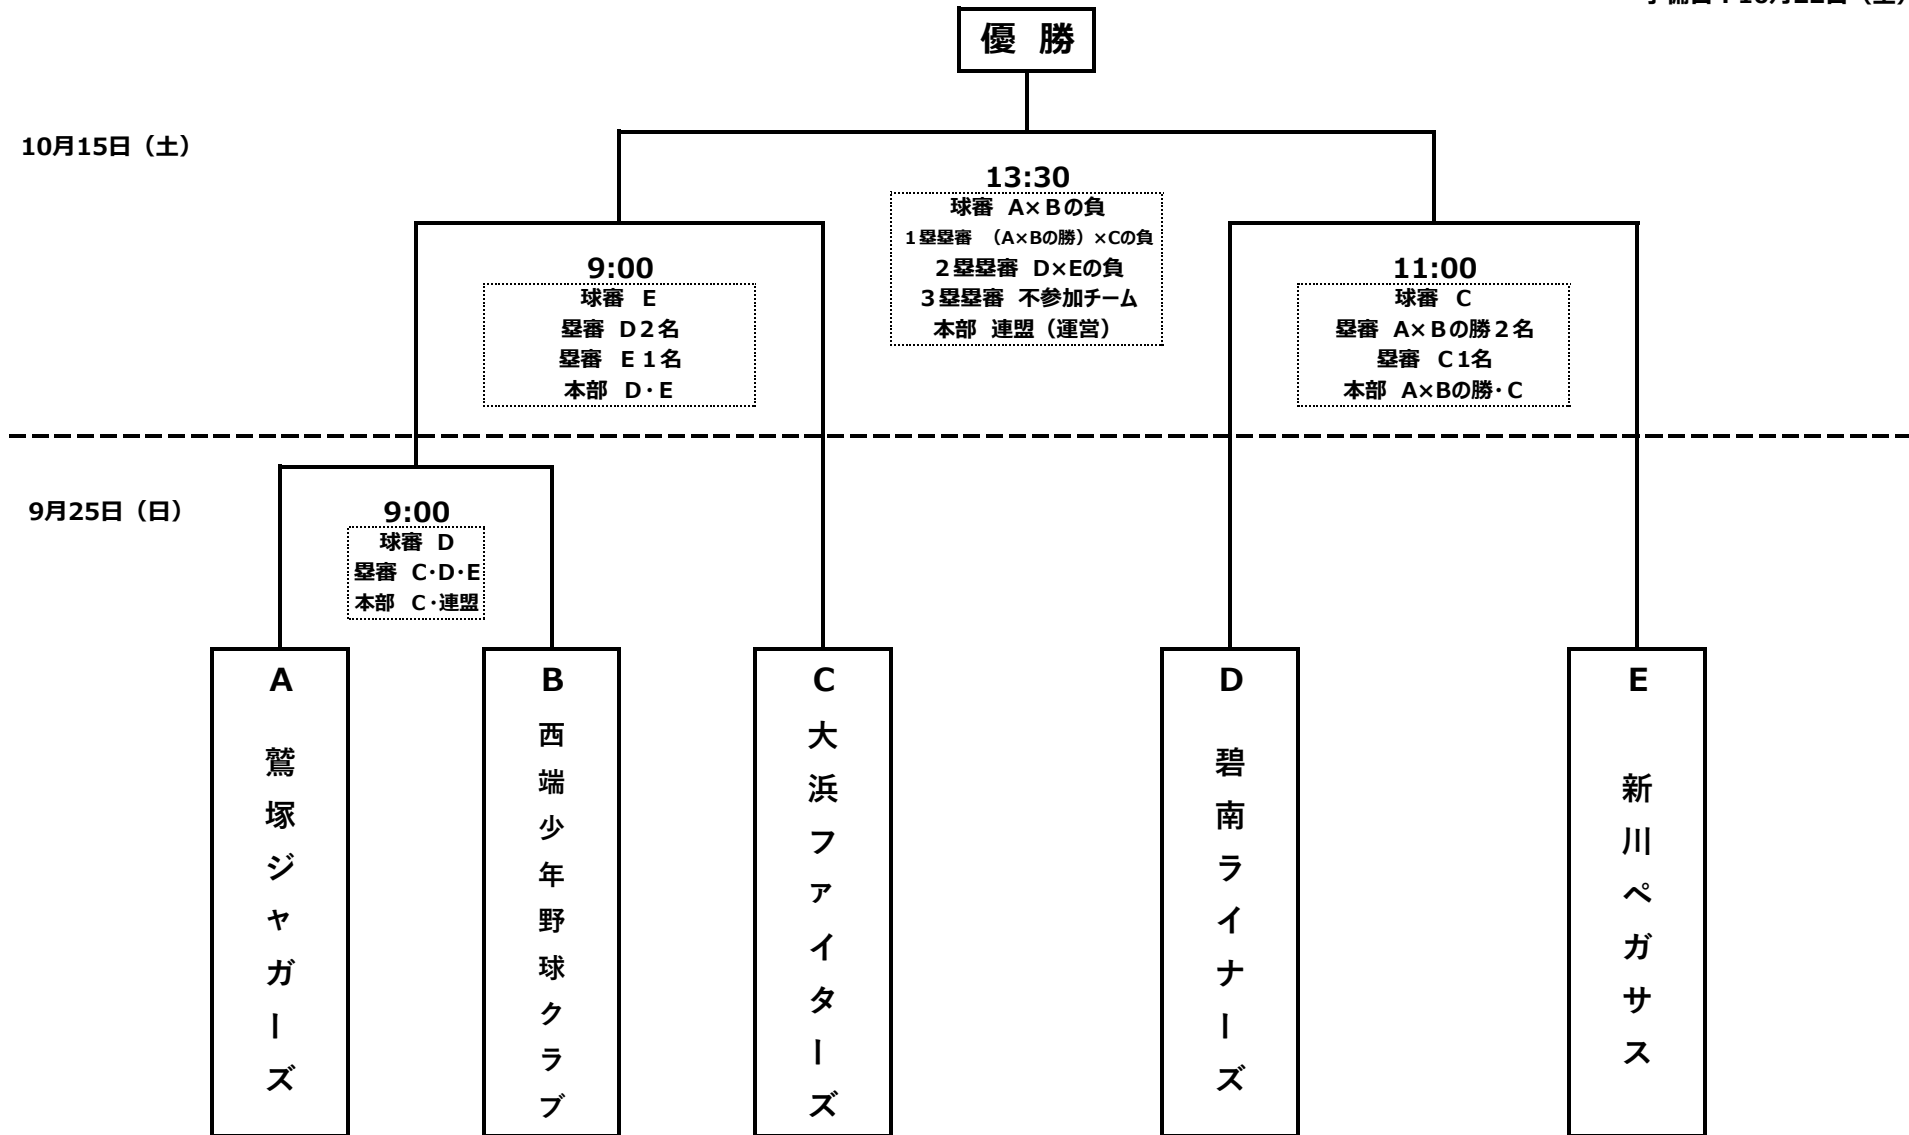 優 勝
10月15日（土）
13:30
球審 A×Bの負
1塁塁審 （A×Bの勝）×Cの負
2塁塁審 D×Eの負
3塁塁審 不参加チーム
本部 連盟（運営）
9:00
球審 E
塁審 D2名
塁審 E1名
本部 D・E
11:00
球審 C
塁審 A×Bの勝2名
塁審 C1名
本部 A×Bの勝・C
9月25日（日）
9:00
球審 D
塁審 C・D・E
本部 C・連盟
A
鷲塚ジャガーズ
B
西端少年野球クラブ
C
大浜ファイターズ
D
碧南ライナーズ
E
新川ペガサス